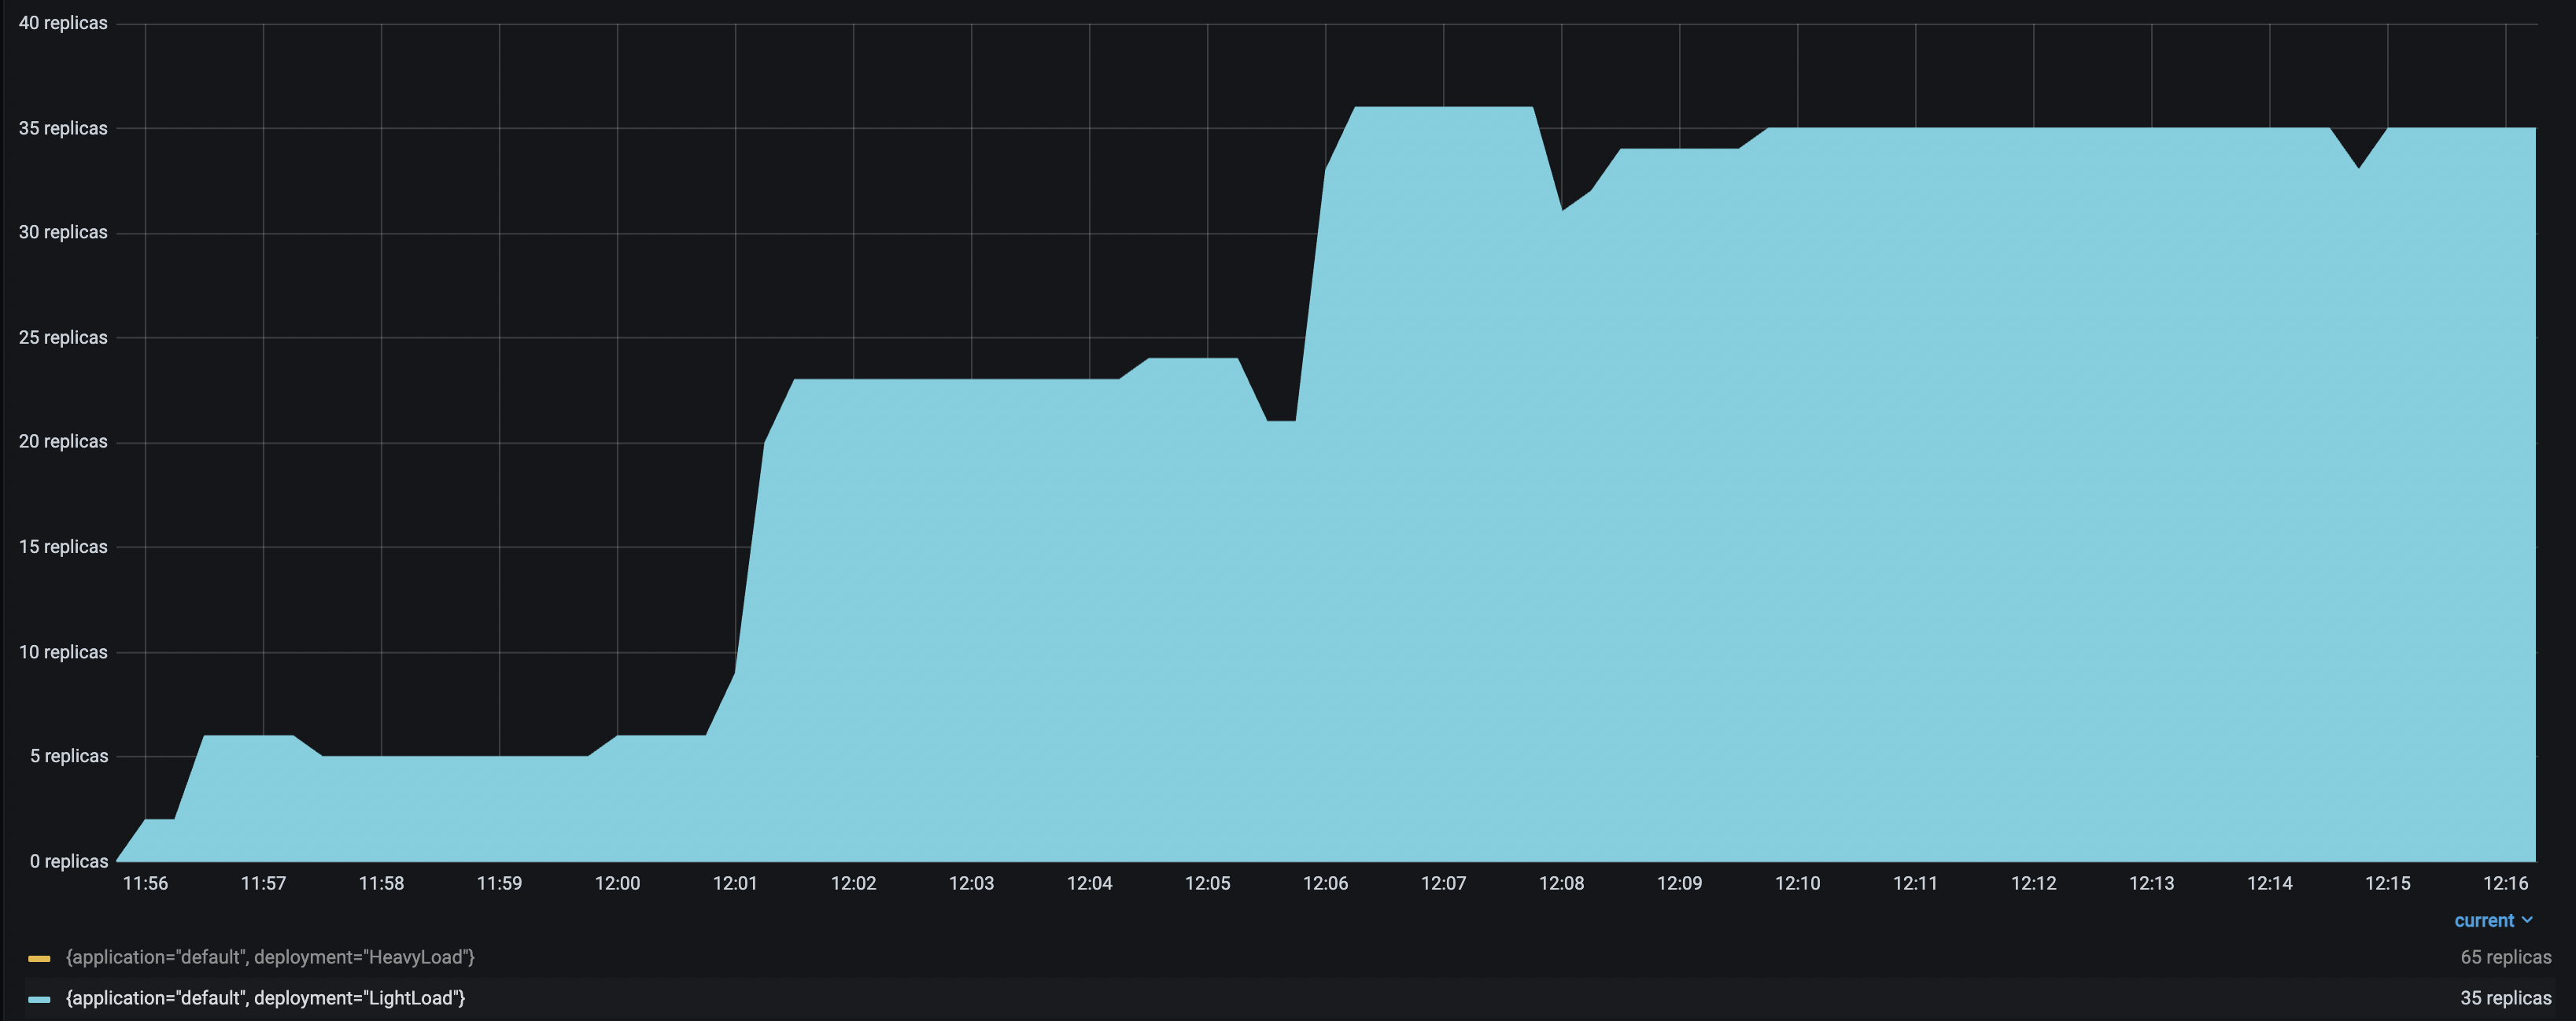 40 replicas
35 replicas
30 replicas
25 replicas
20 replicas
15 replicas
10 replicas
5 replicas
0 replicas
11:56 11:57 11:58 11:59 12:00 12:01 12:02 12:03 12:04 12:05 12:06 12:07 12:08 12:09 12:10 12:11 12:12 12:13 12:14 12:15 12:16
current
{application="default", deployment="HeavyLoad"} 65 replicas
{application="default", deployment="LightLoad"} 35 replicas